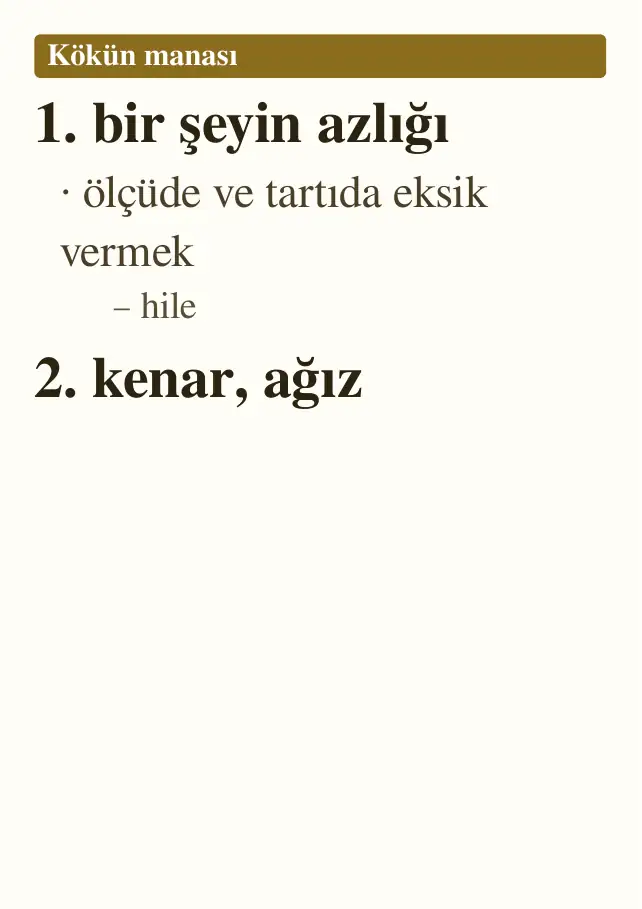 Kökün manası
1. bir şeyin azlığı
· ölçüde ve tartıda eksik
vermek
– hile
2. kenar, ağız